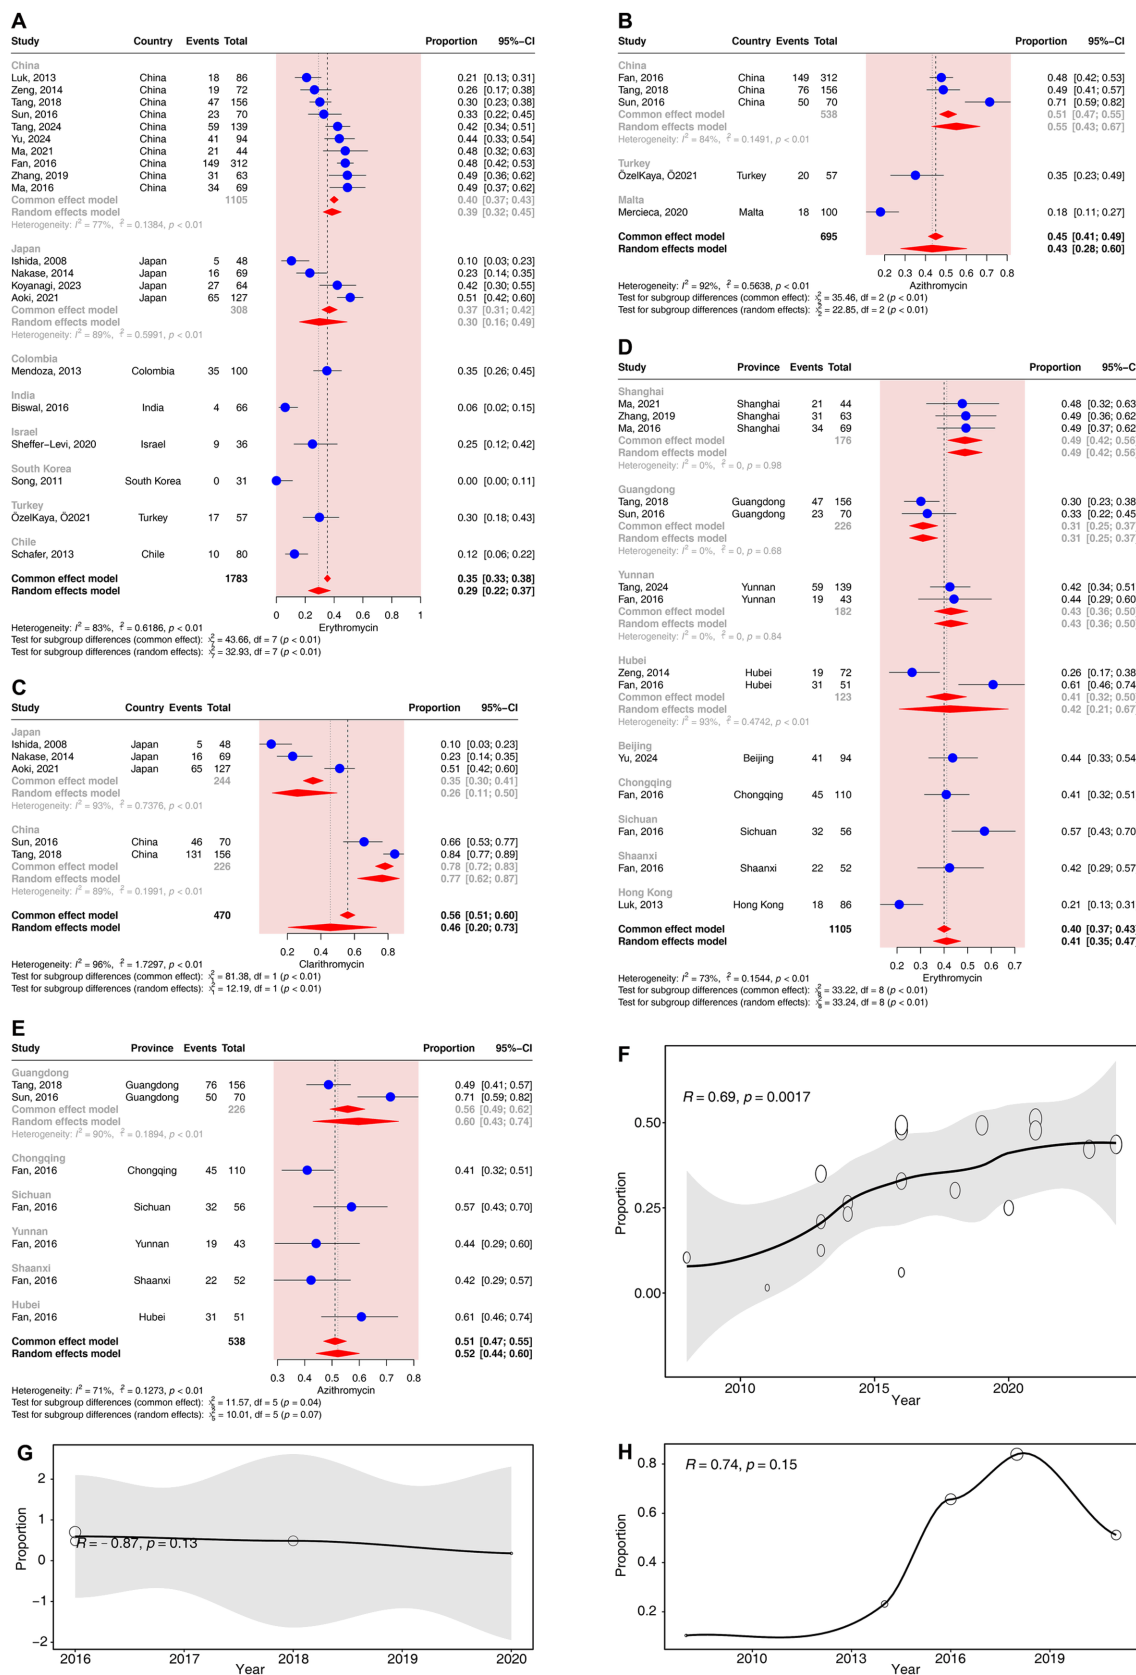 A
Study Country Events Total Proportion 95%−CI
China
Luk, 2013 China 18 86 0.21 [0.13; 0.31]
Zeng, 2014 China 19 72 0.26 [0.17; 0.38]
Tang, 2018 China 47 156 0.30 [0.23; 0.38]
Sun, 2016 China 23 70 0.33 [0.22; 0.45]
Tang, 2024 China 59 139 0.42 [0.34; 0.51]
Yu, 2024 China 41 94 0.44 [0.33; 0.54]
Ma, 2021 China 21 44 0.48 [0.32; 0.63]
Fan, 2016 China 149 312 0.48 [0.42; 0.53]
Zhang, 2019 China 31 63 0.49 [0.36; 0.62]
Ma, 2016 China 34 69 0.49 [0.37; 0.62]
Common effect model 1105 0.40 [0.37; 0.43]
Random effects model 0.39 [0.32; 0.45]
Heterogeneity: I² = 77%, τ² = 0.1384, p < 0.01
Japan
Ishida, 2008 Japan 5 48 0.10 [0.03; 0.23]
Nakase, 2014 Japan 16 69 0.23 [0.14; 0.35]
Koyanagi, 2023 Japan 27 64 0.42 [0.30; 0.55]
Aoki, 2021 Japan 65 127 0.51 [0.42; 0.60]
Common effect model 308 0.37 [0.31; 0.42]
Random effects model 0.30 [0.16; 0.49]
Heterogeneity: I² = 89%, τ² = 0.5991, p < 0.01
Colombia
Mendoza, 2013 Colombia 35 100 0.35 [0.26; 0.45]
India
Biswal, 2016 India 4 66 0.06 [0.02; 0.15]
Israel
Sheffer−Levi, 2020 Israel 9 36 0.25 [0.12; 0.42]
South Korea
Song, 2011 South Korea 0 31 0.00 [0.00; 0.11]
Turkey
ÖzelKaya, Ö2021 Turkey 17 57 0.30 [0.18; 0.43]
Chile
Schafer, 2013 Chile 10 80 0.12 [0.06; 0.22]
Common effect model 1783 0.35 [0.33; 0.38]
Random effects model 0.29 [0.22; 0.37]
0 0.2 0.4 0.6 0.8 1
Erythromycin
Heterogeneity: I² = 83%, τ² = 0.6186, p < 0.01
Test for subgroup differences (common effect): χ²₇ = 43.66, df = 7 (p < 0.01)
Test for subgroup differences (random effects): χ²₇ = 32.93, df = 7 (p < 0.01)
B
Study Country Events Total Proportion 95%−CI
China
Fan, 2016 China 149 312 0.48 [0.42; 0.53]
Tang, 2018 China 76 156 0.49 [0.41; 0.57]
Sun, 2016 China 50 70 0.71 [0.59; 0.82]
Common effect model 538 0.51 [0.47; 0.55]
Random effects model 0.55 [0.43; 0.67]
Heterogeneity: I² = 84%, τ² = 0.1491, p < 0.01
Turkey
ÖzelKaya, Ö2021 Turkey 20 57 0.35 [0.23; 0.49]
Malta
Mercieca, 2020 Malta 18 100 0.18 [0.11; 0.27]
Common effect model 695 0.45 [0.41; 0.49]
Random effects model 0.43 [0.28; 0.60]
0.2 0.3 0.4 0.5 0.6 0.7 0.8
Azithromycin
Heterogeneity: I² = 92%, τ² = 0.5638, p < 0.01
Test for subgroup differences (common effect): χ²₂ = 35.46, df = 2 (p < 0.01)
Test for subgroup differences (random effects): χ²₂ = 22.85, df = 2 (p < 0.01)
C
Study Country Events Total Proportion 95%−CI
Japan
Ishida, 2008 Japan 5 48 0.10 [0.03; 0.23]
Nakase, 2014 Japan 16 69 0.23 [0.14; 0.35]
Aoki, 2021 Japan 65 127 0.51 [0.42; 0.60]
Common effect model 244 0.35 [0.30; 0.41]
Random effects model 0.26 [0.11; 0.50]
Heterogeneity: I² = 93%, τ² = 0.7376, p < 0.01
China
Sun, 2016 China 46 70 0.66 [0.53; 0.77]
Tang, 2018 China 131 156 0.84 [0.77; 0.89]
Common effect model 226 0.78 [0.72; 0.83]
Random effects model 0.77 [0.62; 0.87]
Heterogeneity: I² = 89%, τ² = 0.1991, p < 0.01
Common effect model 470 0.56 [0.51; 0.60]
Random effects model 0.46 [0.20; 0.73]
0.2 0.4 0.6 0.8
Clarithromycin
Heterogeneity: I² = 96%, τ² = 1.7297, p < 0.01
Test for subgroup differences (common effect): χ²₁ = 81.38, df = 1 (p < 0.01)
Test for subgroup differences (random effects): χ²₁ = 12.19, df = 1 (p < 0.01)
D
Study Province Events Total Proportion 95%−C
Shanghai
Ma, 2021 Shanghai 21 44 0.48 [0.32; 0.63
Zhang, 2019 Shanghai 31 63 0.49 [0.36; 0.62
Ma, 2016 Shanghai 34 69 0.49 [0.37; 0.62
Common effect model 176 0.49 [0.42; 0.56
Random effects model 0.49 [0.42; 0.56
Heterogeneity: I² = 0%, τ² = 0, p = 0.98
Guangdong
Tang, 2018 Guangdong 47 156 0.30 [0.23; 0.38
Sun, 2016 Guangdong 23 70 0.33 [0.22; 0.45
Common effect model 226 0.31 [0.25; 0.37
Random effects model 0.31 [0.25; 0.37
Heterogeneity: I² = 0%, τ² = 0, p = 0.68
Yunnan
Tang, 2024 Yunnan 59 139 0.42 [0.34; 0.51
Fan, 2016 Yunnan 19 43 0.44 [0.29; 0.60
Common effect model 182 0.43 [0.36; 0.50
Random effects model 0.43 [0.36; 0.50
Heterogeneity: I² = 0%, τ² = 0, p = 0.84
Hubei
Zeng, 2014 Hubei 19 72 0.26 [0.17; 0.38
Fan, 2016 Hubei 31 51 0.61 [0.46; 0.74
Common effect model 123 0.41 [0.32; 0.50
Random effects model 0.42 [0.21; 0.67
Heterogeneity: I² = 93%, τ² = 0.4742, p < 0.01
Beijing
Yu, 2024 Beijing 41 94 0.44 [0.33; 0.54
Chongqing
Fan, 2016 Chongqing 45 110 0.41 [0.32; 0.51
Sichuan
Fan, 2016 Sichuan 32 56 0.57 [0.43; 0.70
Shaanxi
Fan, 2016 Shaanxi 22 52 0.42 [0.29; 0.57
Hong Kong
Luk, 2013 Hong Kong 18 86 0.21 [0.13; 0.31
Common effect model 1105 0.40 [0.37; 0.43
Random effects model 0.41 [0.35; 0.47
0.2 0.3 0.4 0.5 0.6 0.7
Erythromycin
Heterogeneity: I² = 73%, τ² = 0.1544, p < 0.01
Test for subgroup differences (common effect): χ²₈ = 33.22, df = 8 (p < 0.01)
Test for subgroup differences (random effects): χ²₈ = 33.24, df = 8 (p < 0.01)
E
Study Province Events Total Proportion 95%−CI
Guangdong
Tang, 2018 Guangdong 76 156 0.49 [0.41; 0.57]
Sun, 2016 Guangdong 50 70 0.71 [0.59; 0.82]
Common effect model 226 0.56 [0.49; 0.62]
Random effects model 0.60 [0.43; 0.74]
Heterogeneity: I² = 90%, τ² = 0.1894, p < 0.01
Chongqing
Fan, 2016 Chongqing 45 110 0.41 [0.32; 0.51]
Sichuan
Fan, 2016 Sichuan 32 56 0.57 [0.43; 0.70]
Yunnan
Fan, 2016 Yunnan 19 43 0.44 [0.29; 0.60]
Shaanxi
Fan, 2016 Shaanxi 22 52 0.42 [0.29; 0.57]
Hubei
Fan, 2016 Hubei 31 51 0.61 [0.46; 0.74]
Common effect model 538 0.51 [0.47; 0.55]
Random effects model 0.52 [0.44; 0.60]
0.3 0.4 0.5 0.6 0.7 0.8
Azithromycin
Heterogeneity: I² = 71%, τ² = 0.1273, p < 0.01
Test for subgroup differences (common effect): χ²₅ = 11.57, df = 5 (p = 0.04)
Test for subgroup differences (random effects): χ²₅ = 10.01, df = 5 (p = 0.07)
F
R = 0.69, p = 0.0017
Proportion
0.50
0.25
0.00
2010 2015 2020
Year
G
R = − 0.87, p = 0.13
Proportion
2
1
0
−1
−2
2016 2017 2018 2019 2020
Year
H
R = 0.74, p = 0.15
Proportion
0.8
0.6
0.4
0.2
2010 2013 2016 2019
Year